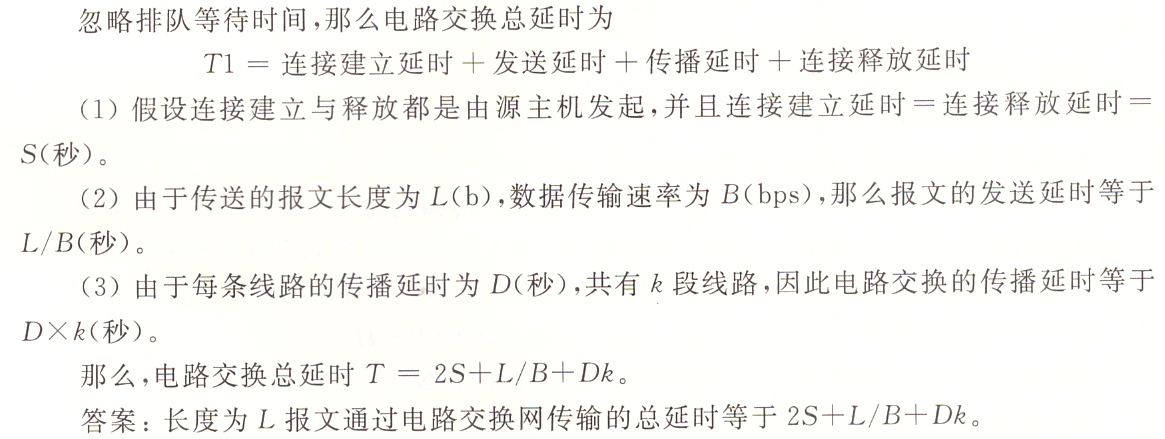 忽略排队等待时间,那么电路交换总延时为
T1 = 连接建立延时 + 发送延时 + 传播延时 + 连接释放延时
(1) 假设连接建立与释放都是由源主机发起,并且连接建立延时=连接释放延时=
S(秒)。
(2) 由于传送的报文长度为 L(b),数据传输速率为 B(bps),那么报文的发送延时等于
L/B(秒)。
(3) 由于每条线路的传播延时为 D(秒),共有 k 段线路,因此电路交换的传播延时等于
D×k(秒)。
那么,电路交换总延时 T = 2S+L/B+Dk。
答案: 长度为 L 报文通过电路交换网传输的总延时等于 2S+L/B+Dk。